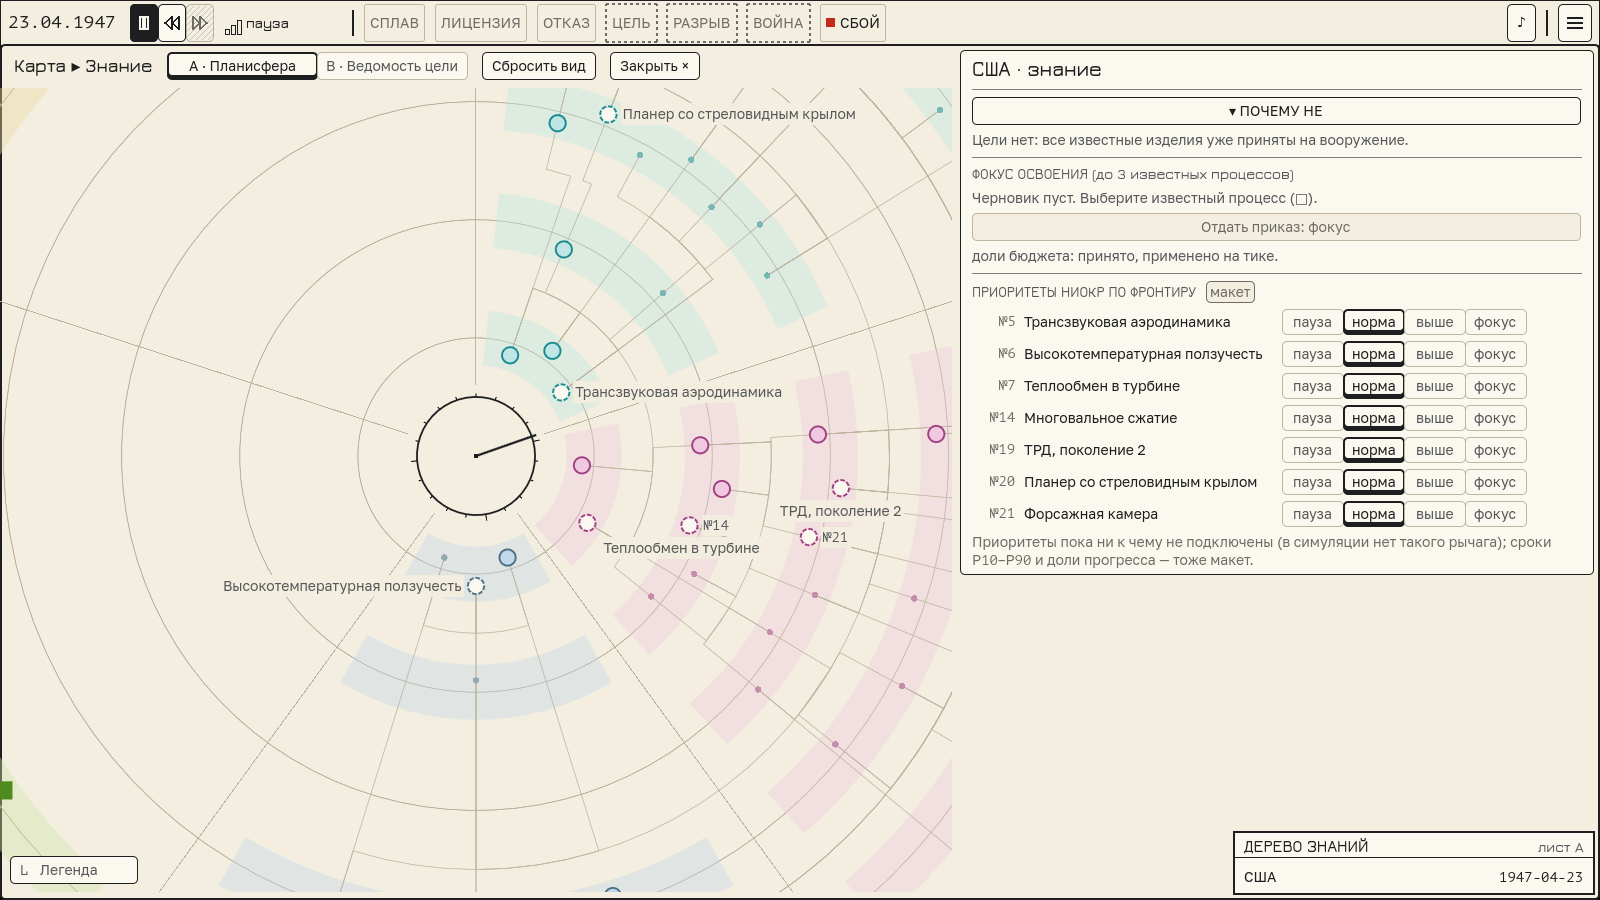 23.04.1947 пауза СПЛАВ ЛИЦЕНЗИЯ ОТКАЗ ЦЕЛЬ РАЗРЫВ ВОЙНА СБОЙ ♪
Карта ▸ Знание А · Планисфера В · Ведомость цели Сбросить вид Закрыть ×
Планер со стреловидным крылом
Трансзвуковая аэродинамика
ТРД, поколение 2
№14
№21
Теплообмен в турбине
Высокотемпературная ползучесть
L Легенда
США · знание
▾ ПОЧЕМУ НЕ
Цели нет: все известные изделия уже приняты на вооружение.
ФОКУС ОСВОЕНИЯ (до 3 известных процессов)
Черновик пуст. Выберите известный процесс (□).
Отдать приказ: фокус
доли бюджета: принято, применено на тике.
ПРИОРИТЕТЫ НИОКР ПО ФРОНТИРУ макет
№5 Трансзвуковая аэродинамика пауза норма выше фокус
№6 Высокотемпературная ползучесть пауза норма выше фокус
№7 Теплообмен в турбине пауза норма выше фокус
№14 Многовальное сжатие пауза норма выше фокус
№19 ТРД, поколение 2 пауза норма выше фокус
№20 Планер со стреловидным крылом пауза норма выше фокус
№21 Форсажная камера пауза норма выше фокус
Приоритеты пока ни к чему не подключены (в симуляции нет такого рычага); сроки
P10–P90 и доли прогресса — тоже макет.
ДЕРЕВО ЗНАНИЙ лист А
США 1947-04-23